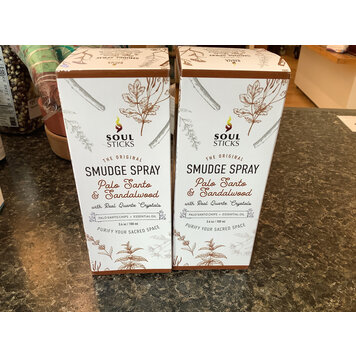 SOUL
STICKS
THE ORIGINAL
SMUDGE SPRAY
Palo Santo
& Sandalwood
with Real Quartz Crystals
PALO SANTO CHIPS + ESSENTIAL OIL
PURIFY YOUR SACRED SPACE
SOUL
STICKS
THE ORIGINAL
SMUDGE SPRAY
Palo Santo
& Sandalwood
with Real Quartz Crystals
PALO SANTO CHIPS + ESSENTIAL OIL
PURIFY YOUR SACRED SPACE